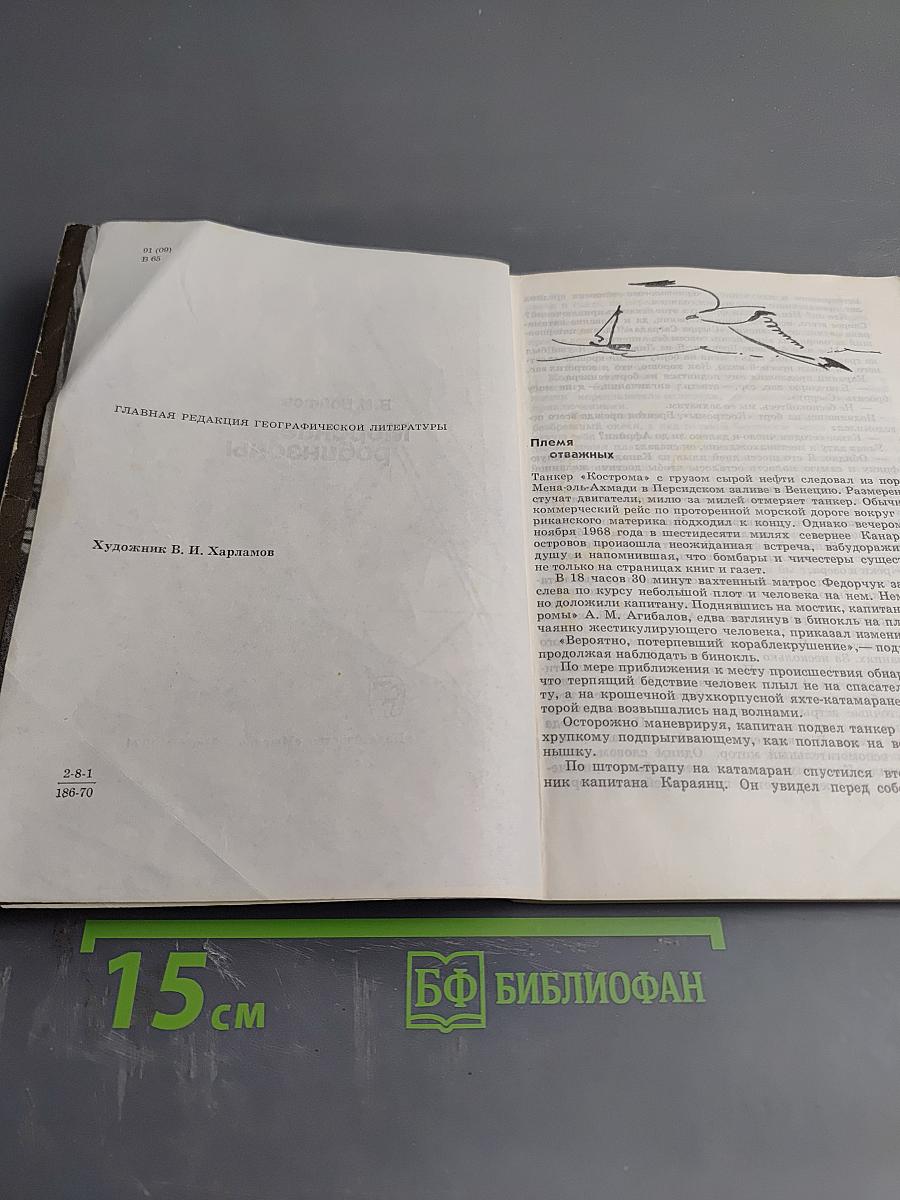 91 (09)
В 65
ГЛАВНАЯ РЕДАКЦИЯ ГЕОГРАФИЧЕСКОЙ ЛИТЕРАТУРЫ
Художник В. И. Харламов
2-8-1
186-70
Племя
отважных
Танкер «Кострома» с грузом сырой нефти следовал из пор
Мена-эль-Ахмади в Персидском заливе в Венецию. Размерен
стучат двигатели, милю за милей отмеряет танкер. Обычн
коммерческий рейс по проторенной морской дороге вокруг
риканского материка подходил к концу. Однако вечером
ноября 1968 года в шестидесяти милях севернее Канар
островов произошла неожиданная встреча, взбудоражи
душу и напомнившая, что бомбары и чичестеры сущест
не только на страницах книг и газет.
В 18 часов 30 минут вахтенный матрос Федорчук за
слева по курсу небольшой плот и человека на нем. Нем
но доложили капитану. Поднявшись на мостик, капитан
ромы» А. М. Агибалов, едва взглянув в бинокль на пл
чаянно жестикулирующего человека, приказал измени
«Вероятно, потерпевший кораблекрушение»,— поду
продолжая наблюдать в бинокль.
По мере приближения к месту происшествия обнар
что терпящий бедствие человек плыл не на спасател
ту, а на крошечной двухкорпусной яхте-катамаране
торой едва возвышались над волнами.
Осторожно маневрируя, капитан подвел танкер
хрупкому подпрыгивающему, как поплавок на во
нышку.
По шторм-трапу на катамаран спустился вто
ник капитана Караянц. Он увидел перед собо
15 см
БФ БИБЛИОФАН